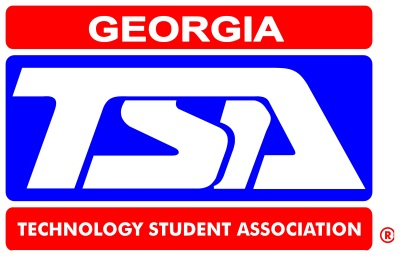 GEORGIA
TSA
TECHNOLOGY STUDENT ASSOCIATION ®